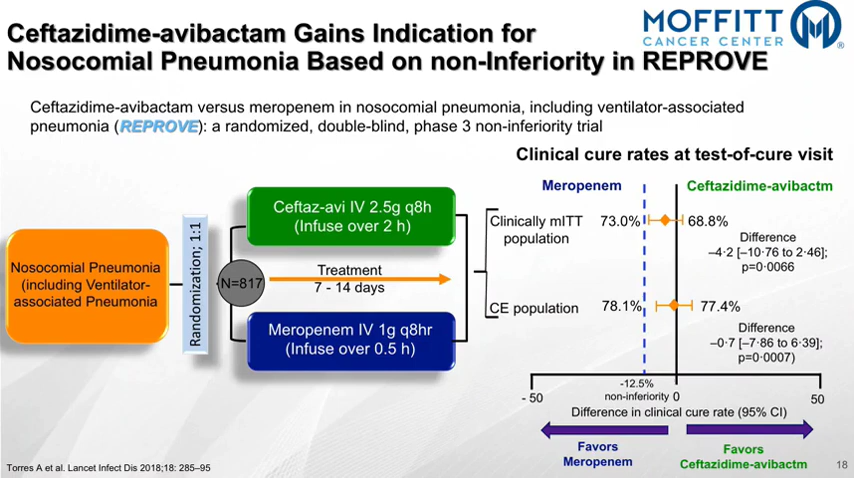 Ceftazidime-avibactam Gains Indication for
Nosocomial Pneumonia Based on non-Inferiority in REPROVE
MOFFITT
CANCER CENTER
®
Ceftazidime-avibactam versus meropenem in nosocomial pneumonia, including ventilator-associated
pneumonia (REPROVE): a randomized, double-blind, phase 3 non-inferiority trial
Clinical cure rates at test-of-cure visit
Meropenem
Ceftazidime-avibactm
Nosocomial Pneumonia
(including Ventilator-
associated Pneumonia
Randomization; 1:1
N=817
Ceftaz-avi IV 2.5g q8h
(Infuse over 2 h)
Treatment
7 - 14 days
Meropenem IV 1g q8hr
(Infuse over 0.5 h)
Clinically mITT
population
73.0%
68.8%
Difference
–4·2 [–10·76 to 2·46];
p=0·0066
CE population
78.1%
77.4%
Difference
–0·7 [–7·86 to 6·39];
p=0·0007)
-12.5%
non-inferiority
- 50
0
50
Difference in clinical cure rate (95% CI)
Favors
Meropenem
Favors
Ceftazidime-avibactm
Torres A et al. Lancet Infect Dis 2018;18: 285–95
18